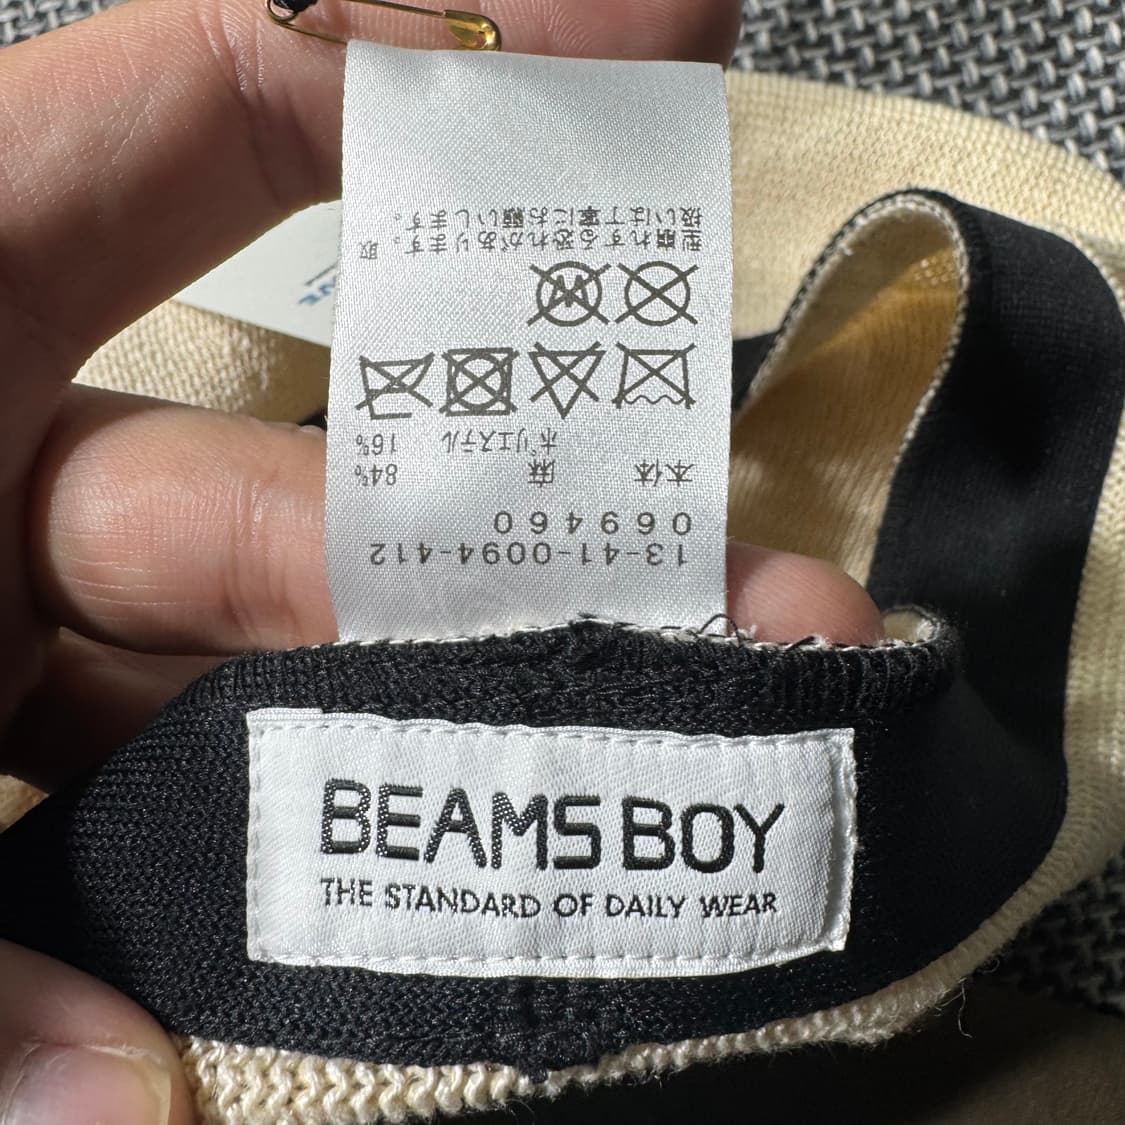 13-41-0094-412
069460
本体 麻 84%
ポリエステル 16%
W
型崩れする恐れがあります。取
扱いは丁寧にお願いします。
BEAMS BOY
THE STANDARD OF DAILY WEAR